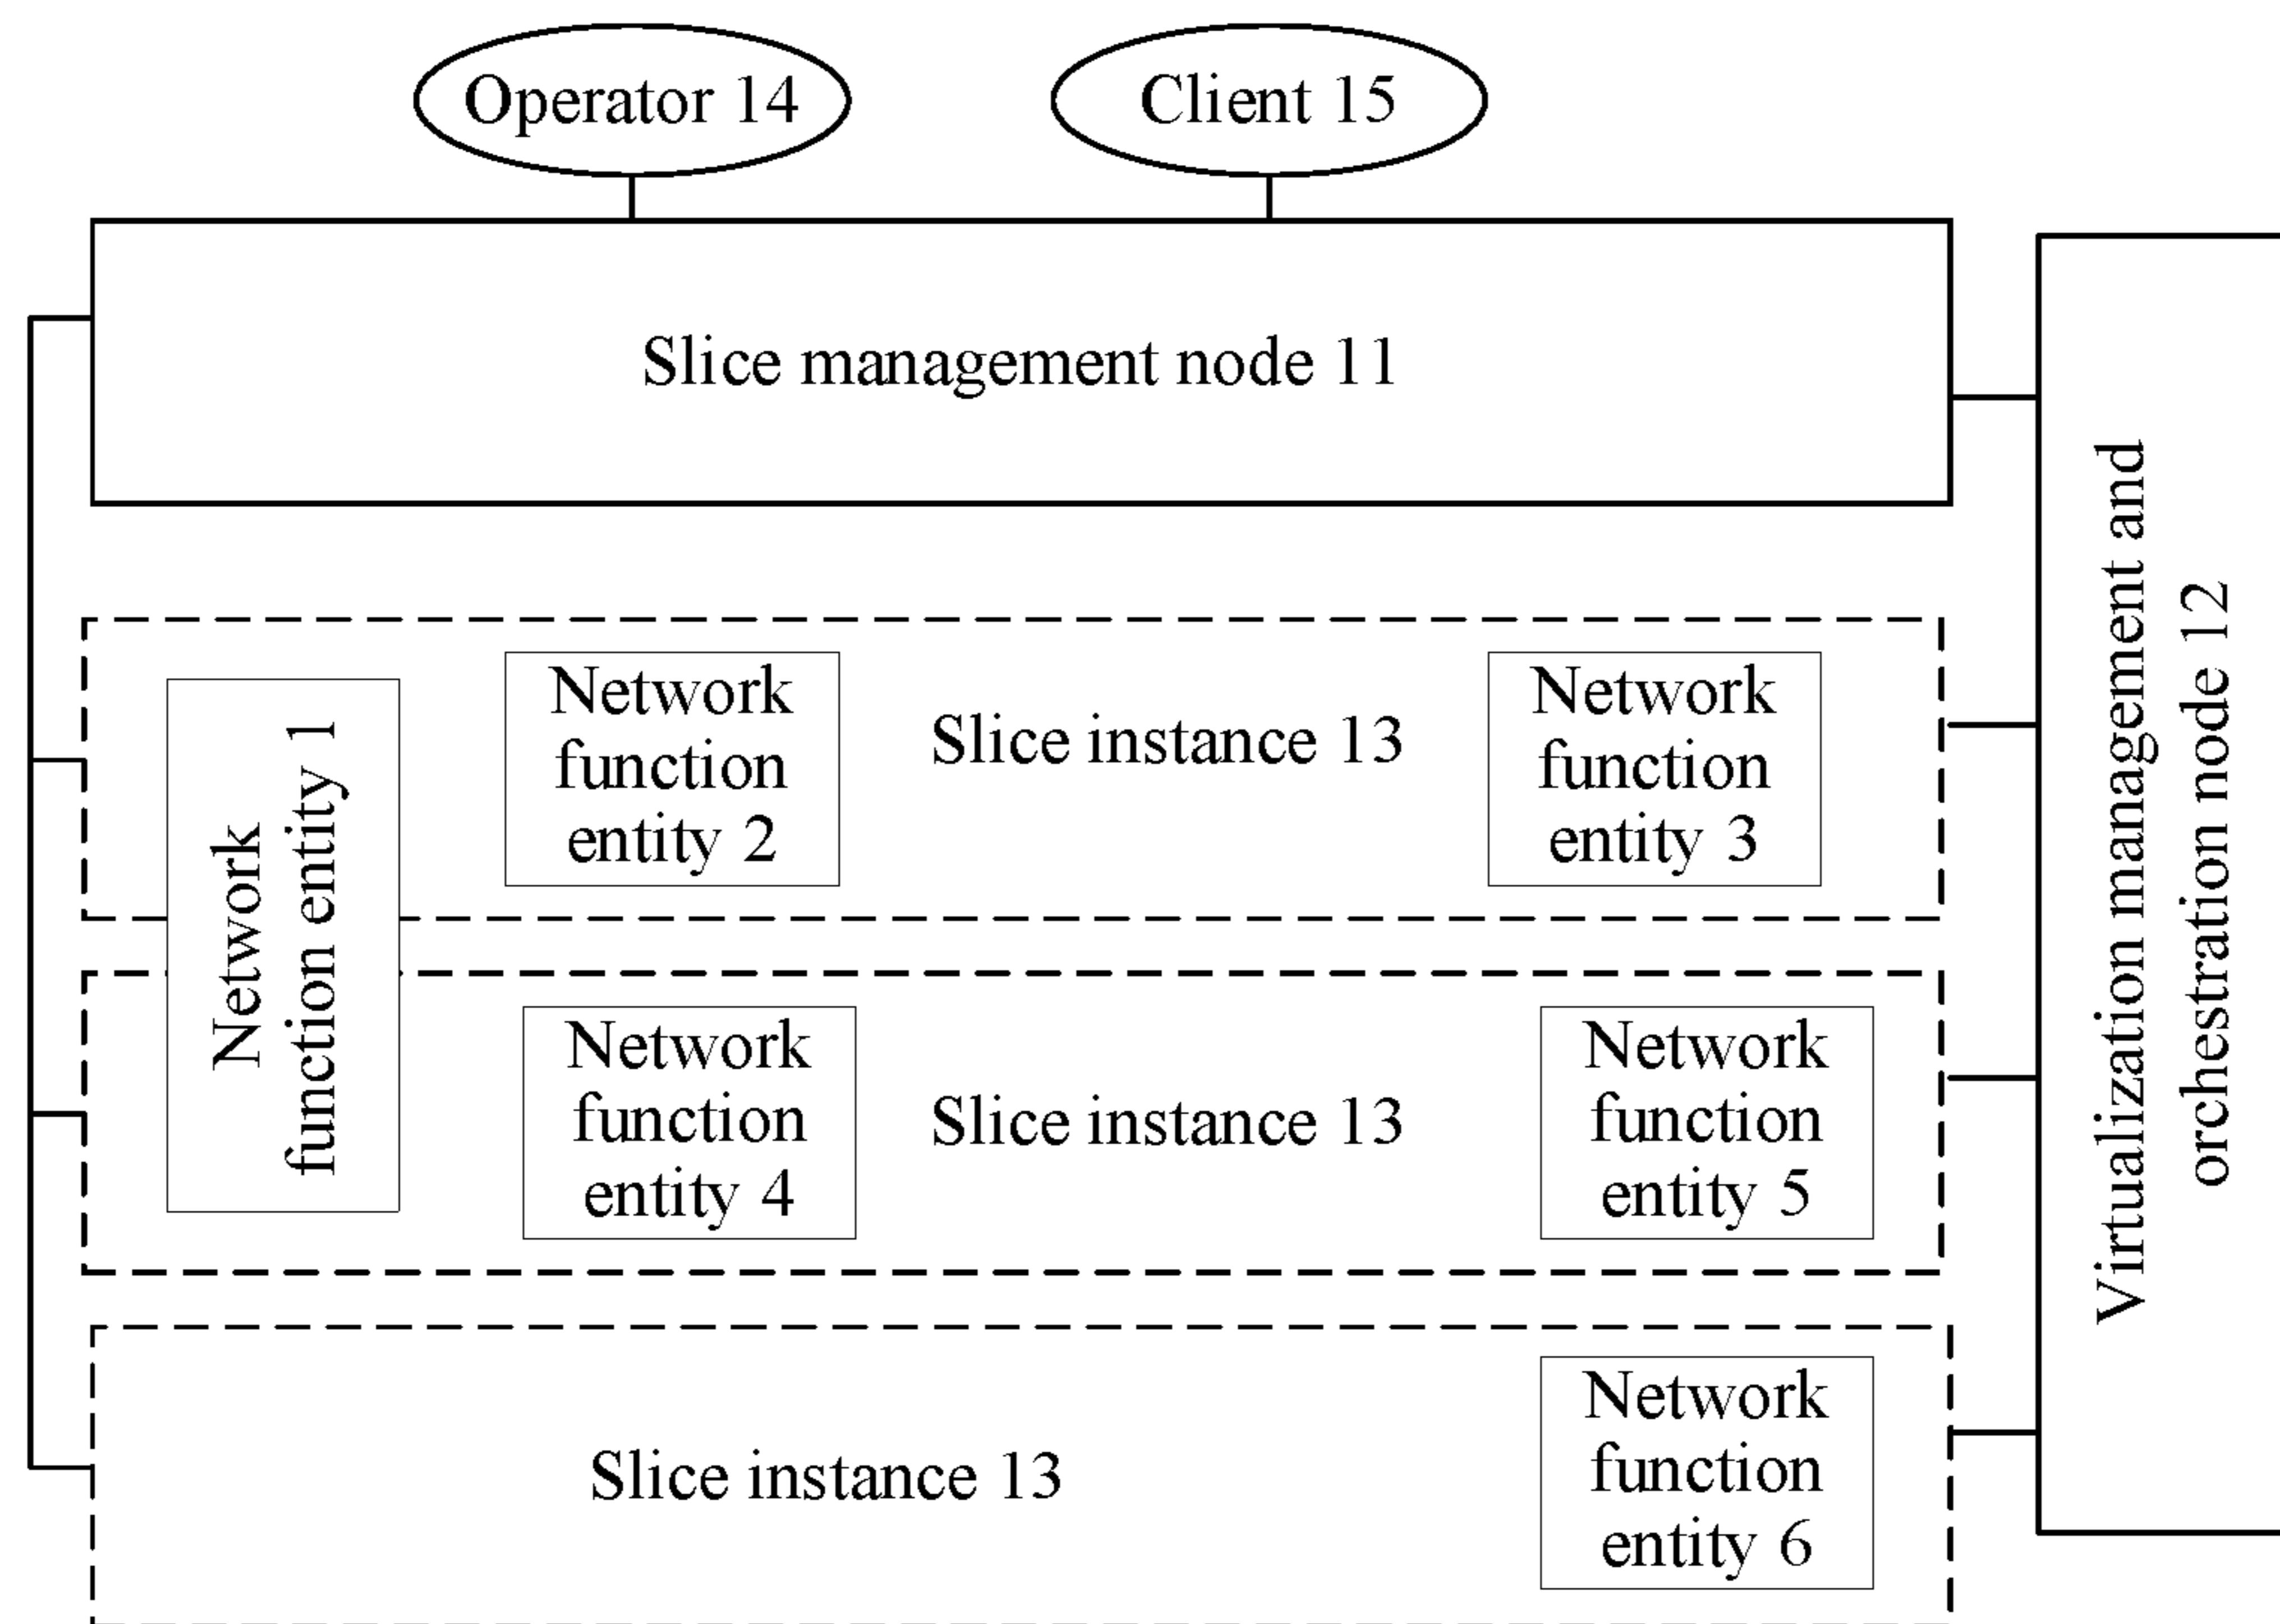 Operator 14
Client 15
Slice management node 11
Network
function entity 1
Network
function
entity 2
Slice instance 13
Network
function
entity 3
Network
function
entity 4
Slice instance 13
Network
function
entity 5
Slice instance 13
Network
function
entity 6
Virtualization management and
orchestration node 12